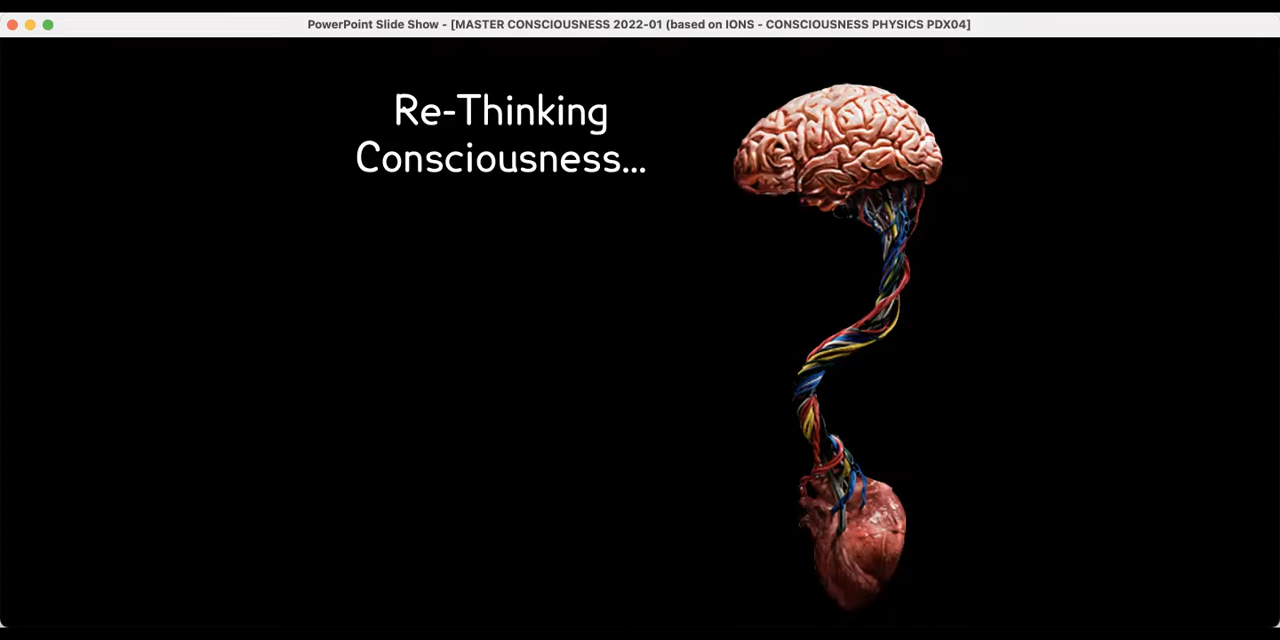 PowerPoint Slide Show - [MASTER CONSCIOUSNESS 2022-01 (based on IONS - CONSCIOUSNESS PHYSICS PDX04]
Re-Thinking
Consciousness...